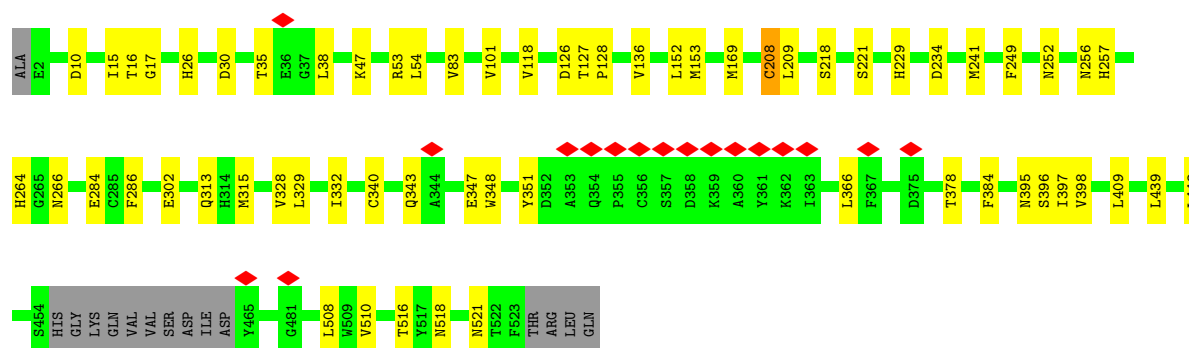 ALA E2 D10 I15 T16 G17 H26 D30 T35 E36 G37 L38 K47 R53 L54 V83 V101 V118 D126 T127 P128 V136 L152 M153 M169 C208 L209 S218 S221 H229 D234 M241 F249 N252 N256 H257
H264 G265 N266 E284 C285 F286 E302 Q313 H314 M315 V328 L329 I332 C340 Q343 A344 E347 W348 Y351 D352 A353 Q354 P355 C356 S357 D358 K359 A360 Y361 K362 I363 L366 F367 D375 T378 F384 N395 S396 I397 V398 L409 L439
S454 HIS GLY LYS GLN VAL VAL SER ASP ILE ASP Y465 G481 L508 W509 V510 T516 Y517 N518 N521 T522 F523 THR ARG LEU GLN